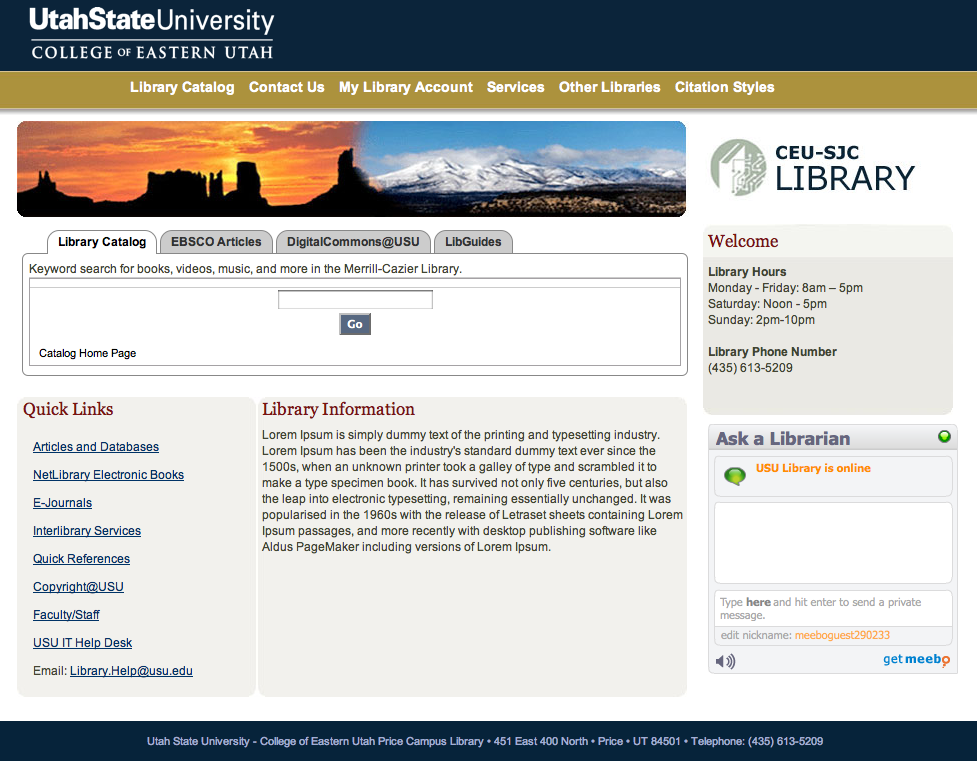 UtahStateUniversity
COLLEGE OF EASTERN UTAH
Library Catalog Contact Us My Library Account Services Other Libraries Citation Styles
CEU-SJC
LIBRARY
Library Catalog EBSCO Articles DigitalCommons@USU LibGuides
Keyword search for books, videos, music, and more in the Merrill-Cazier Library.
Go
Catalog Home Page
Welcome
Library Hours
Monday - Friday: 8am – 5pm
Saturday: Noon - 5pm
Sunday: 2pm-10pm
Library Phone Number
(435) 613-5209
Quick Links
Articles and Databases
NetLibrary Electronic Books
E-Journals
Interlibrary Services
Quick References
Copyright@USU
Faculty/Staff
USU IT Help Desk
Email: Library.Help@usu.edu
Library Information
Lorem Ipsum is simply dummy text of the printing and typesetting industry.
Lorem Ipsum has been the industry's standard dummy text ever since the
1500s, when an unknown printer took a galley of type and scrambled it to
make a type specimen book. It has survived not only five centuries, but also
the leap into electronic typesetting, remaining essentially unchanged. It was
popularised in the 1960s with the release of Letraset sheets containing Lorem
Ipsum passages, and more recently with desktop publishing software like
Aldus PageMaker including versions of Lorem Ipsum.
Ask a Librarian
USU Library is online
Type here and hit enter to send a private
message.
edit nickname: meeboguest290233
get meebo
Utah State University - College of Eastern Utah Price Campus Library • 451 East 400 North • Price • UT 84501 • Telephone: (435) 613-5209